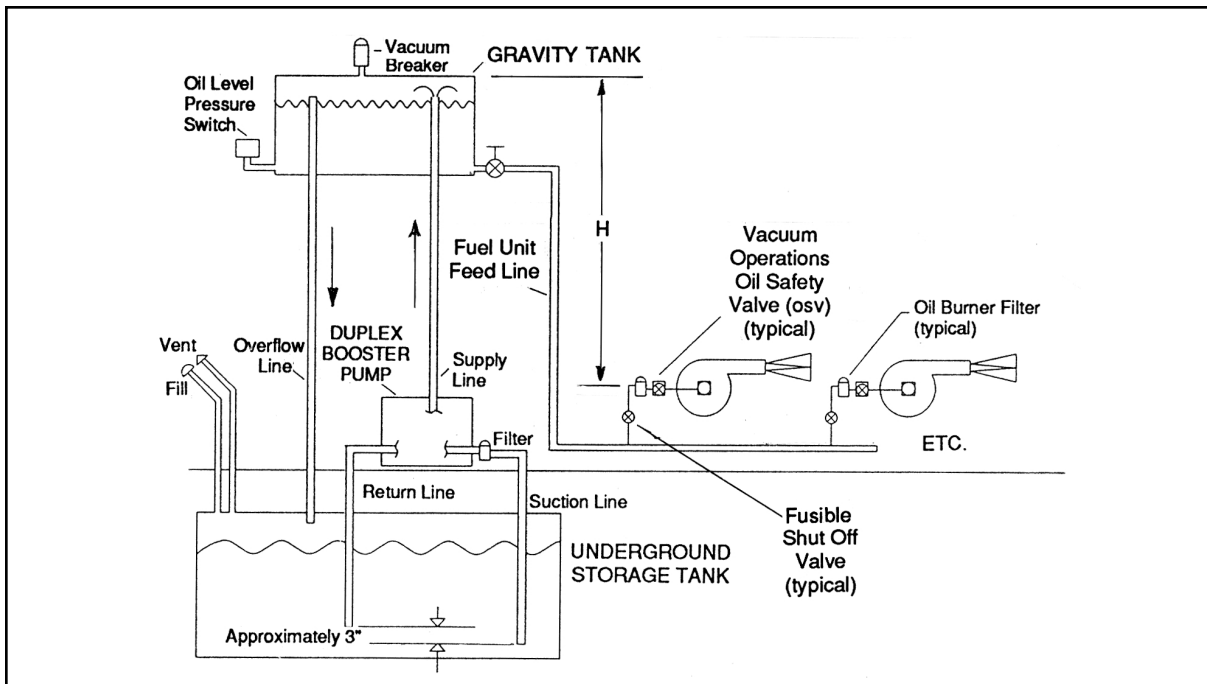 Vacuum
Breaker
GRAVITY TANK
Oil Level
Pressure
Switch
H
Fuel Unit
Feed Line
Vacuum
Operations
Oil Safety
Valve (osv)
(typical)
Oil Burner Filter
(typical)
Vent
Fill
Overflow
Line
DUPLEX
BOOSTER
PUMP
Supply
Line
Filter
ETC.
Return Line
Suction Line
Fusible
Shut Off
Valve
(typical)
UNDERGROUND
STORAGE TANK
Approximately 3"